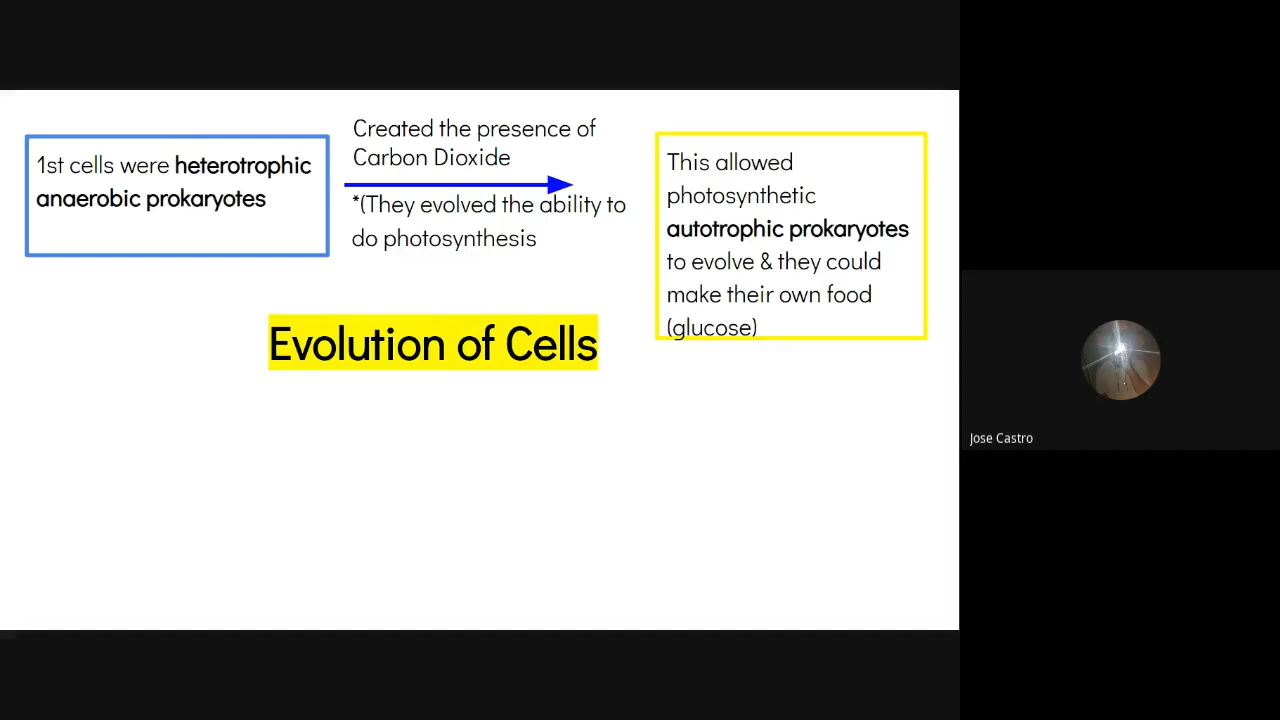 1st cells were heterotrophic
anaerobic prokaryotes
Created the presence of
Carbon Dioxide
*(They evolved the ability to
do photosynthesis
This allowed
photosynthetic
autotrophic prokaryotes
to evolve & they could
make their own food
(glucose)
Evolution of Cells
Jose Castro